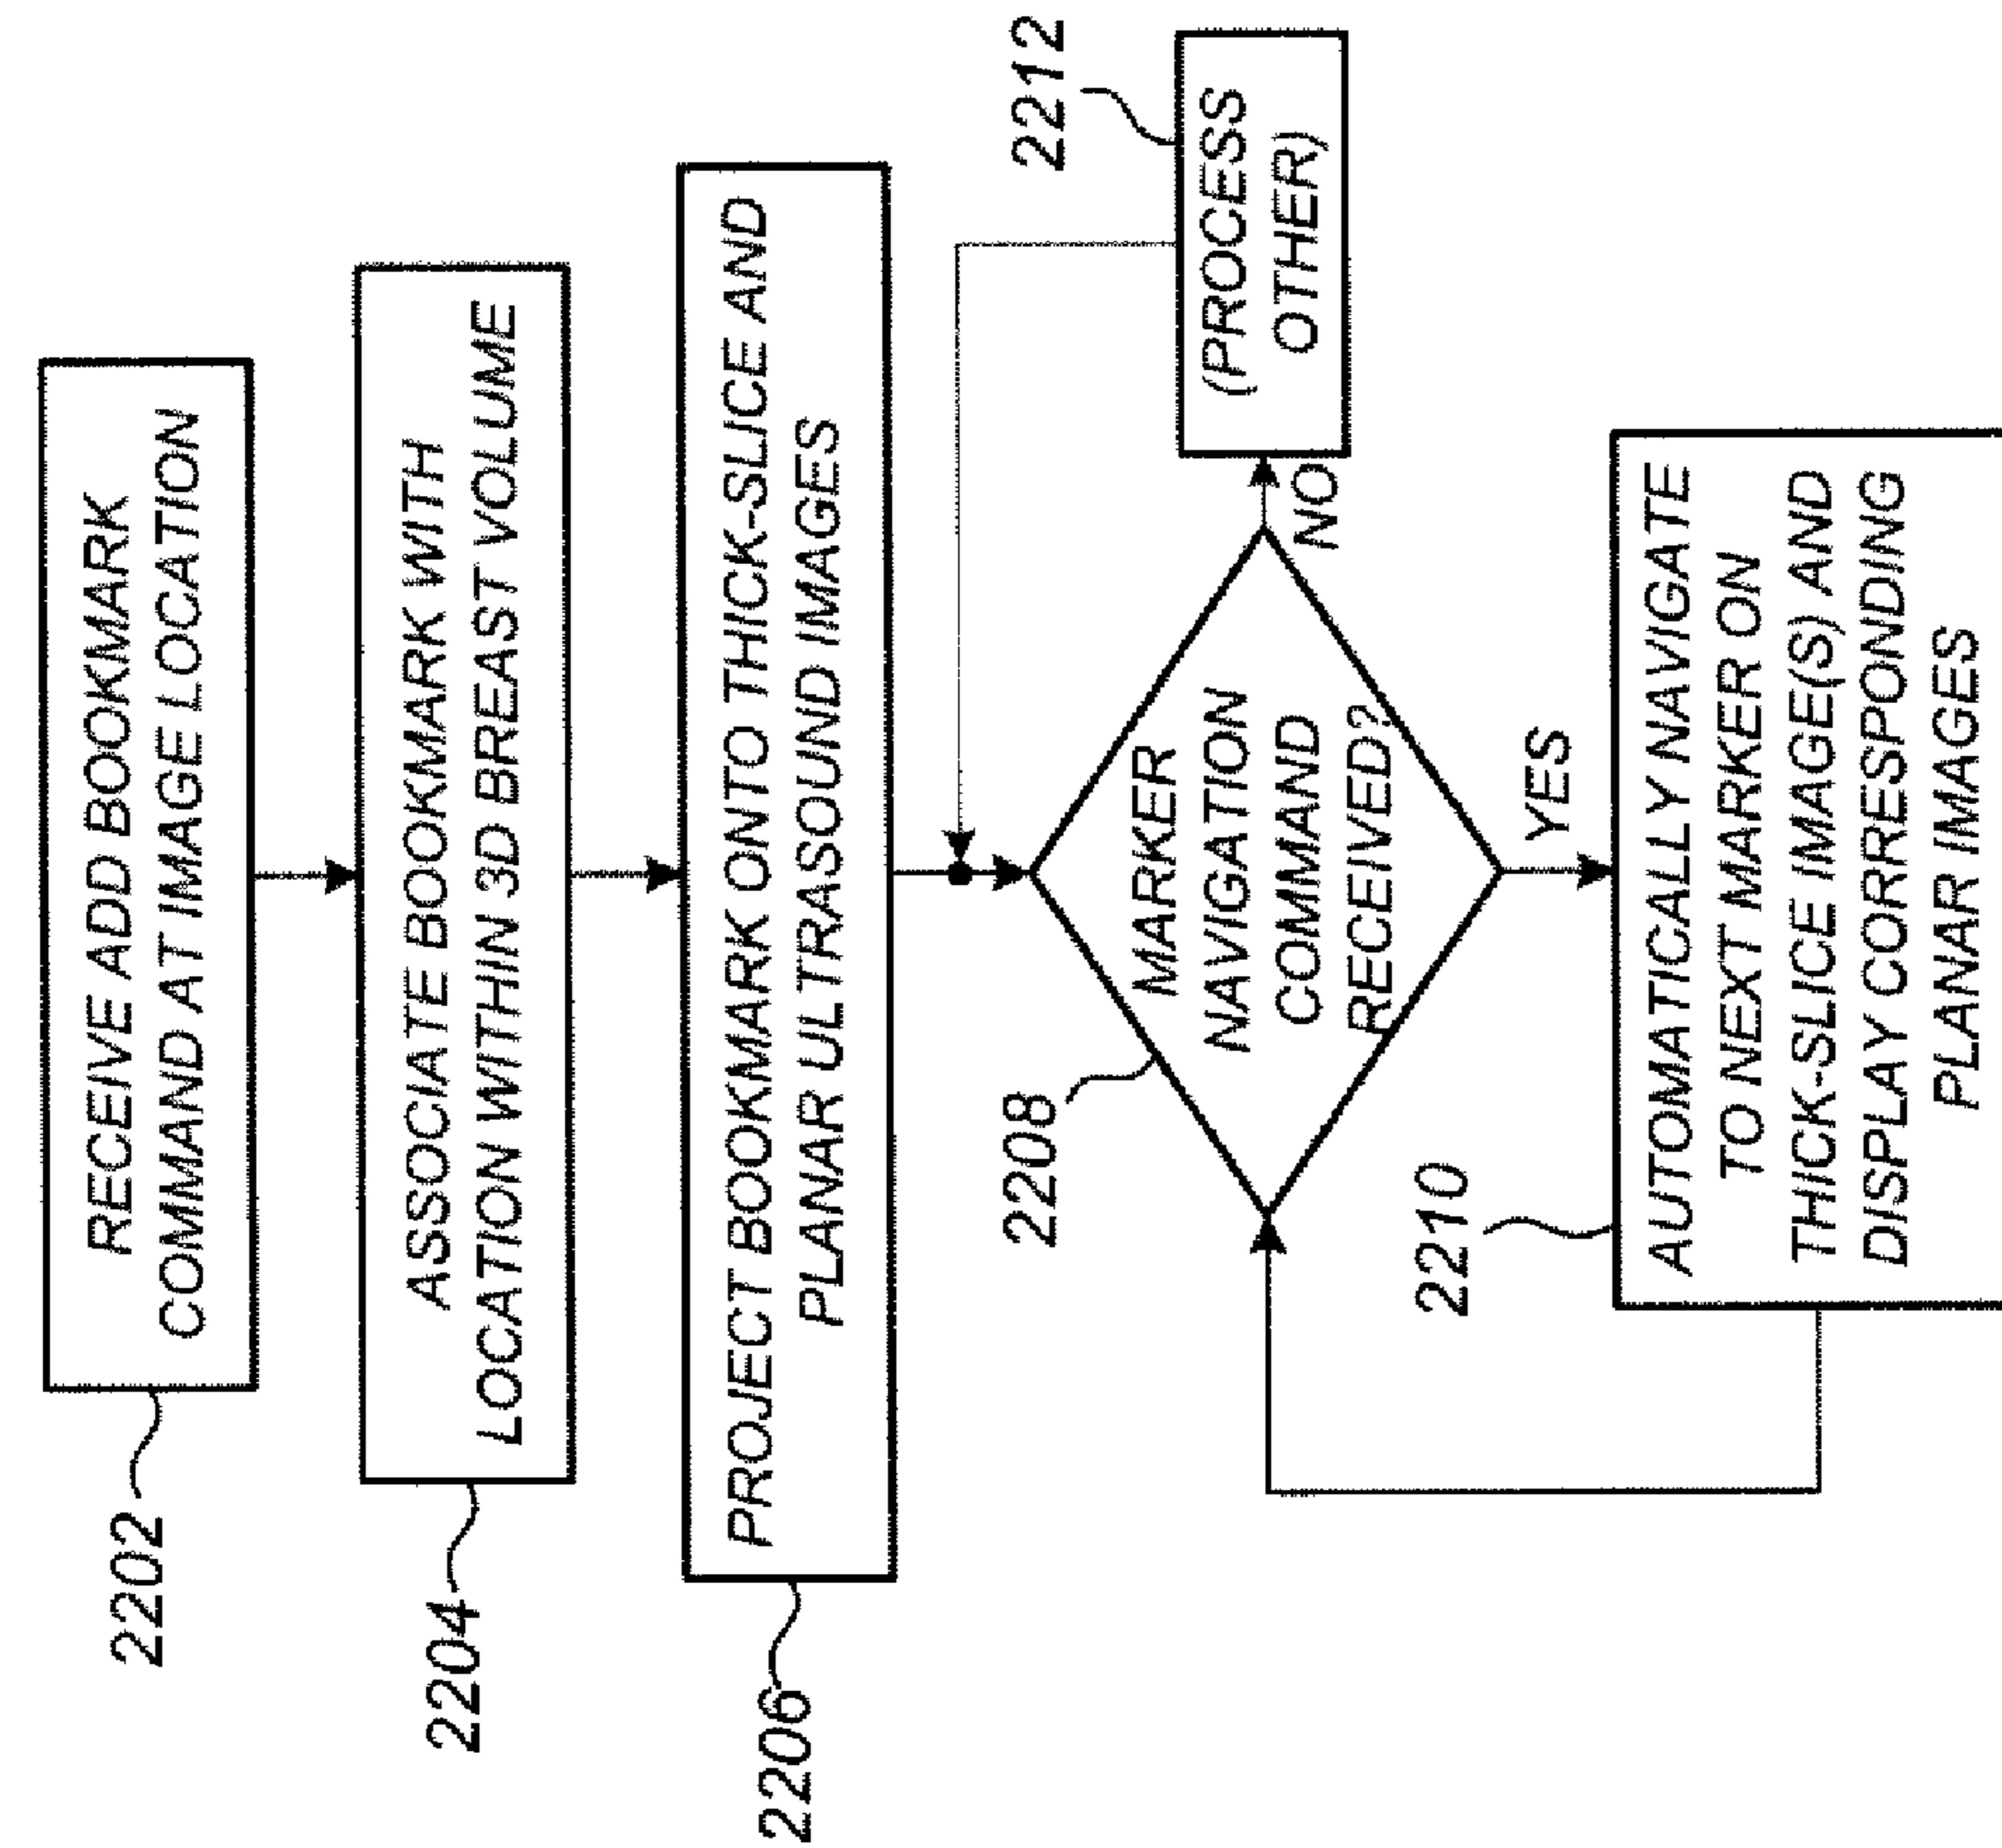 2202
RECEIVE ADD BOOKMARK
COMMAND AT IMAGE LOCATION
2204
ASSOCIATE BOOKMARK WITH
LOCATION WITHIN 3D BREAST VOLUME
2206
PROJECT BOOKMARK ONTO THICK-SLICE AND
PLANAR ULTRASOUND IMAGES
2208
MARKER
NAVIGATION
COMMAND
RECEIVED?
NO
2212
(PROCESS
OTHER)
YES
2210
AUTOMATICALLY NAVIGATE
TO NEXT MARKER ON
THICK-SLICE IMAGE(S) AND
DISPLAY CORRESPONDING
PLANAR IMAGES